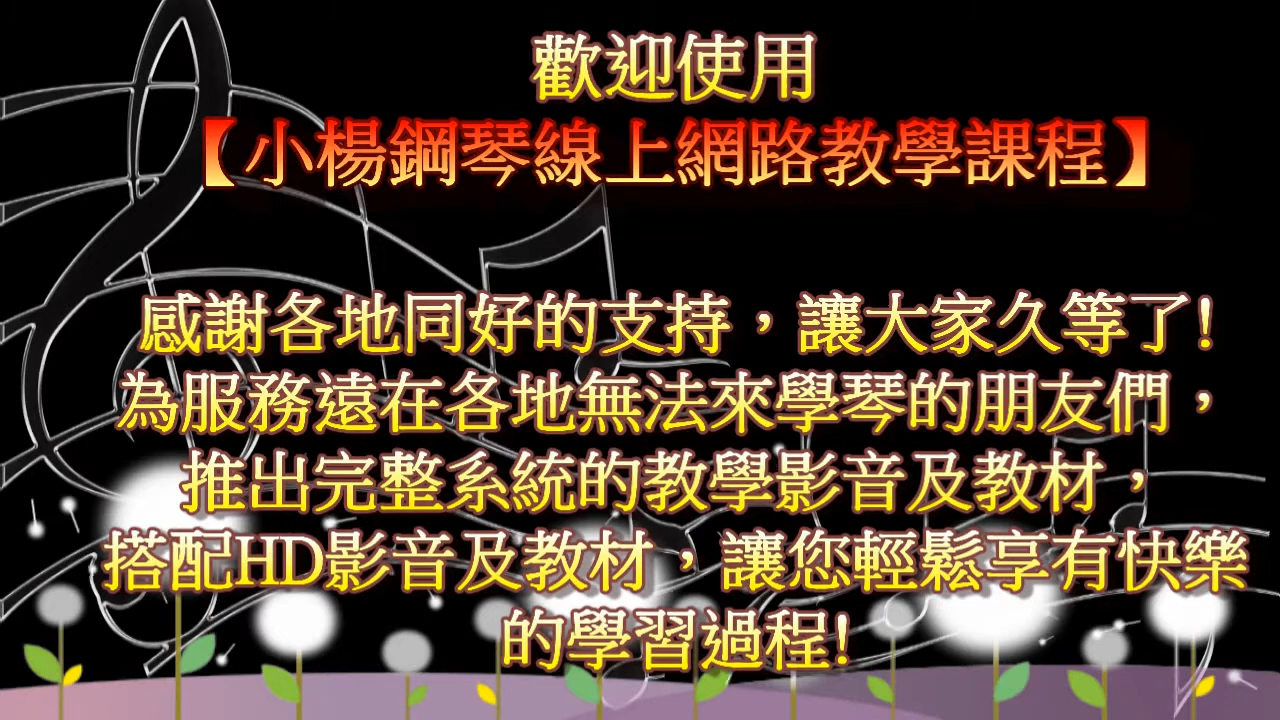 歡迎使用
【小楊鋼琴線上網路教學課程】
感謝各地同好的支持，讓大家久等了!
為服務遠在各地無法來學琴的朋友們，
推出完整系統的教學影音及教材，
搭配HD影音及教材，讓您輕鬆享有快樂
的學習過程!